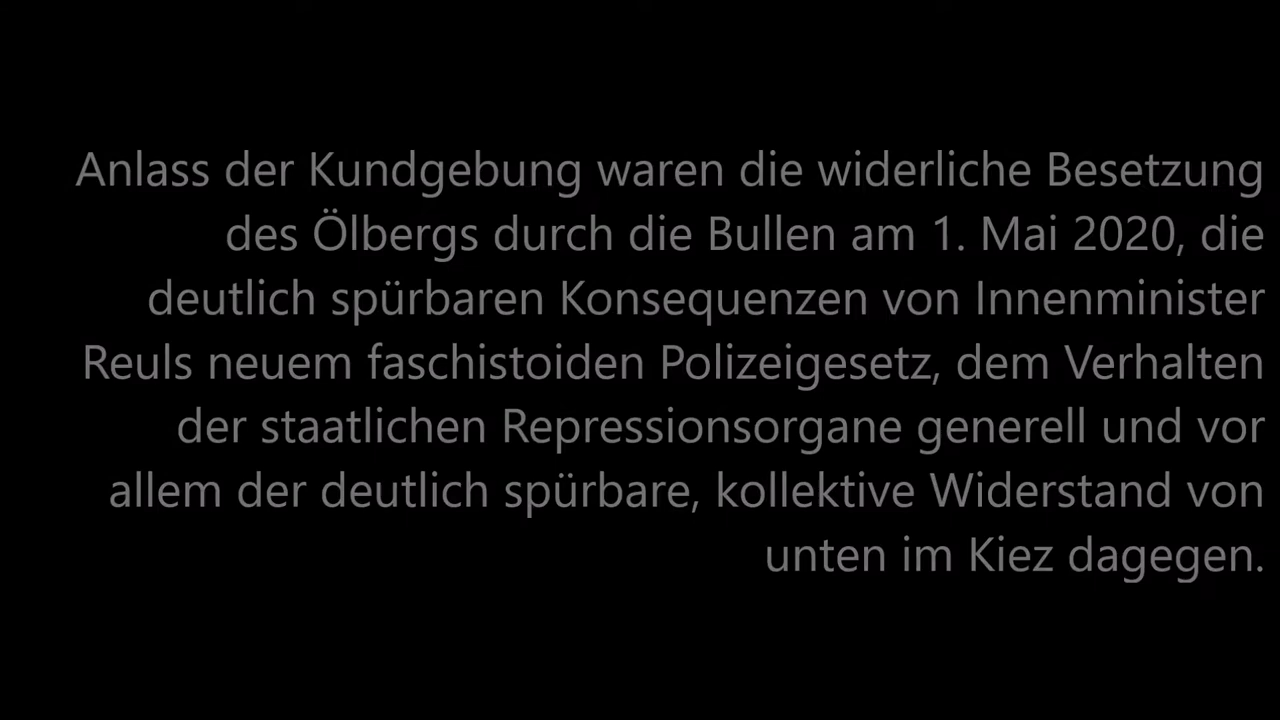 Anlass der Kundgebung waren die widerliche Besetzung
des Ölbergs durch die Bullen am 1. Mai 2020, die
deutlich spürbaren Konsequenzen von Innenminister
Reuls neuem faschistoiden Polizeigesetz, dem Verhalten
der staatlichen Repressionsorgane generell und vor
allem der deutlich spürbare, kollektive Widerstand von
unten im Kiez dagegen.